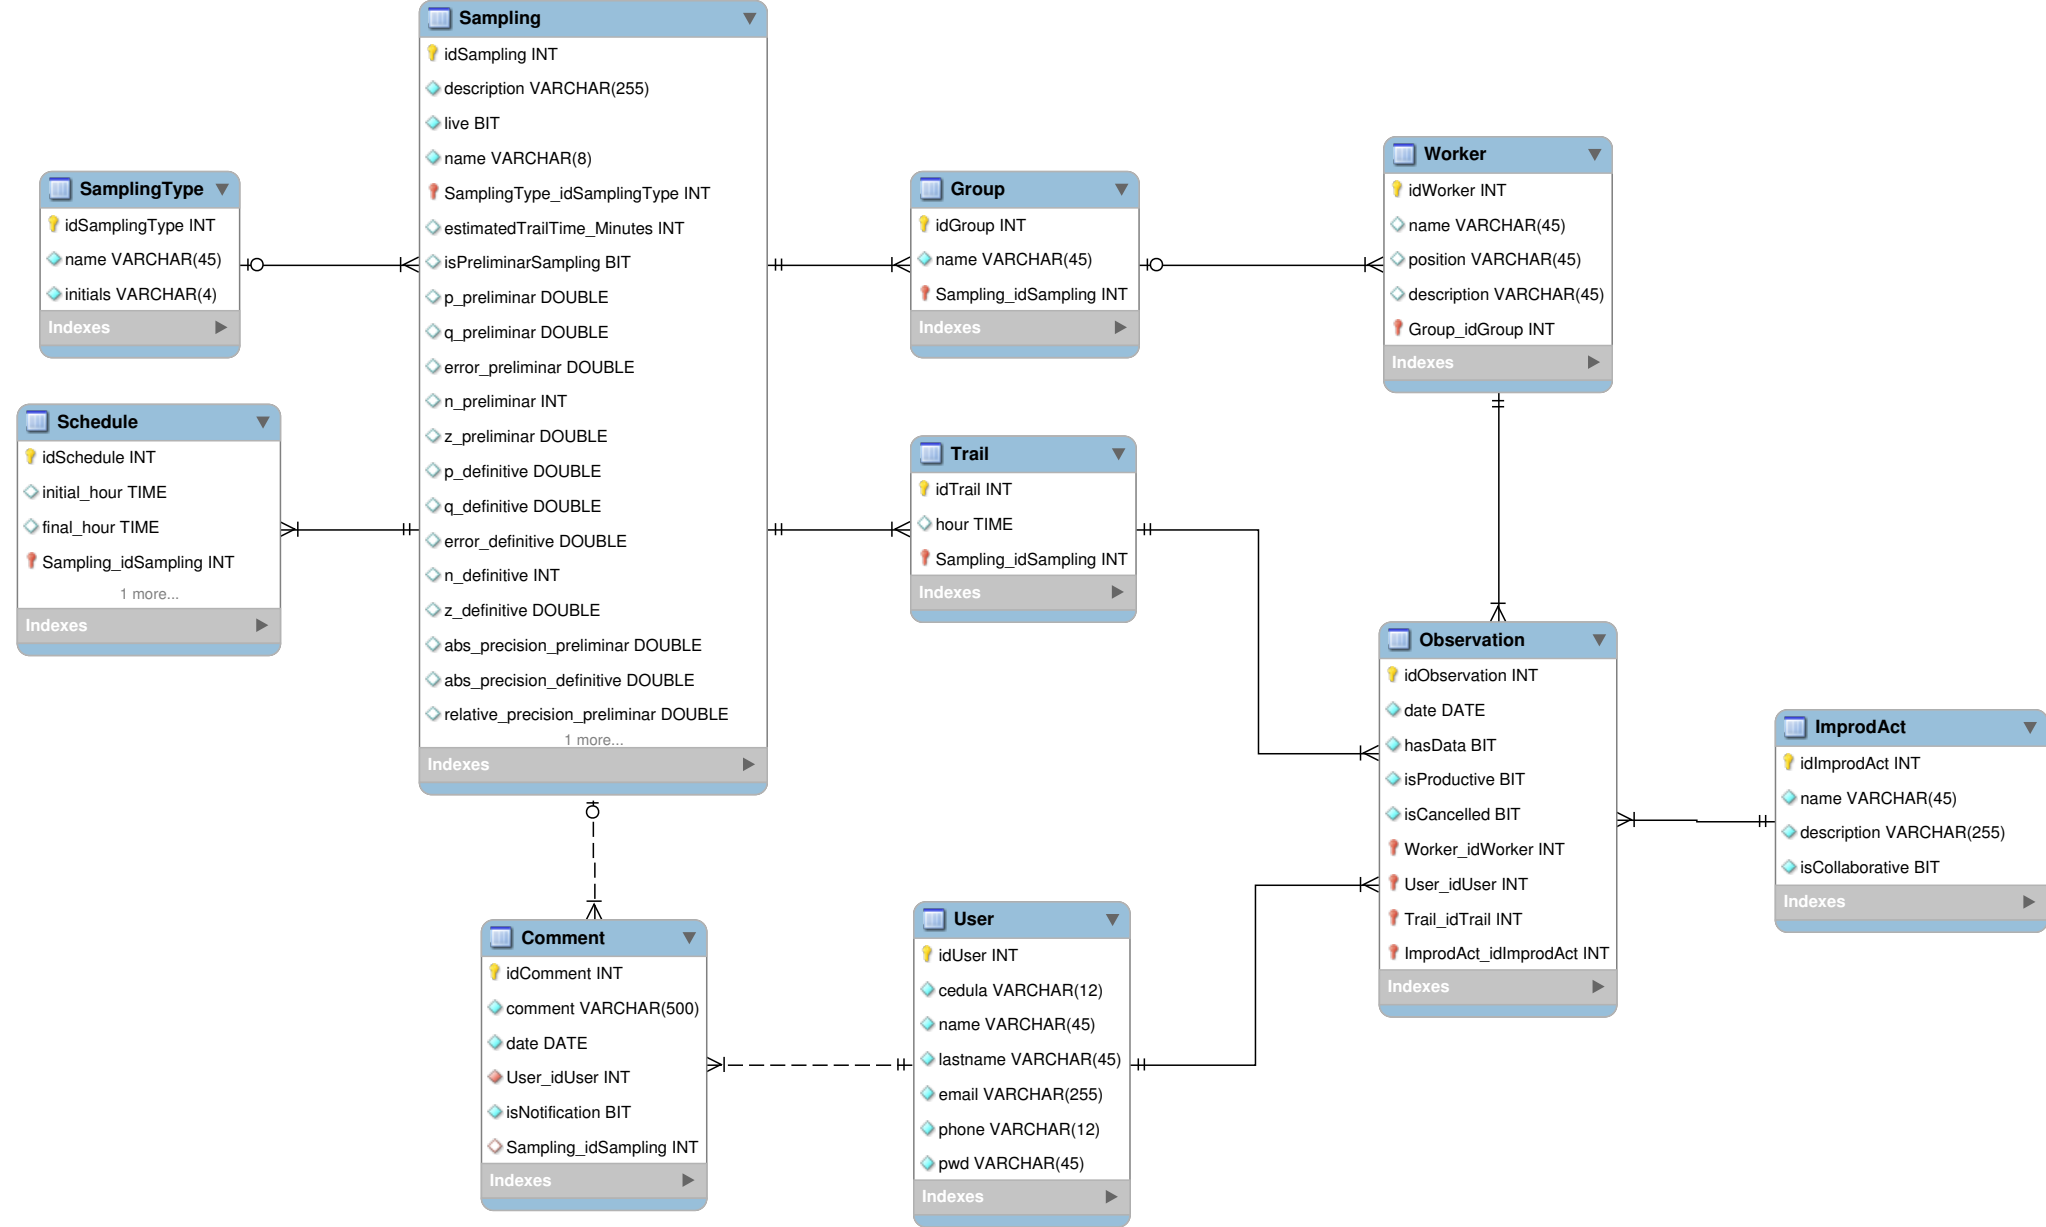 Sampling
idSampling INT
description VARCHAR(255)
live BIT
name VARCHAR(8)
SamplingType_idSamplingType INT
estimatedTrailTime_Minutes INT
isPreliminarSampling BIT
p_preliminar DOUBLE
q_preliminar DOUBLE
error_preliminar DOUBLE
n_preliminar INT
z_preliminar DOUBLE
p_definitive DOUBLE
q_definitive DOUBLE
error_definitive DOUBLE
n_definitive INT
z_definitive DOUBLE
abs_precision_preliminar DOUBLE
abs_precision_definitive DOUBLE
relative_precision_preliminar DOUBLE
1 more...
Indexes
SamplingType
idSamplingType INT
name VARCHAR(45)
initials VARCHAR(4)
Indexes
Schedule
idSchedule INT
initial_hour TIME
final_hour TIME
Sampling_idSampling INT
1 more...
Indexes
Group
idGroup INT
name VARCHAR(45)
Sampling_idSampling INT
Indexes
Worker
idWorker INT
name VARCHAR(45)
position VARCHAR(45)
description VARCHAR(45)
Group_idGroup INT
Indexes
Trail
idTrail INT
hour TIME
Sampling_idSampling INT
Indexes
Observation
idObservation INT
date DATE
hasData BIT
isProductive BIT
isCancelled BIT
Worker_idWorker INT
User_idUser INT
Trail_idTrail INT
ImprodAct_idImprodAct INT
Indexes
ImprodAct
idImprodAct INT
name VARCHAR(45)
description VARCHAR(255)
isCollaborative BIT
Indexes
Comment
idComment INT
comment VARCHAR(500)
date DATE
User_idUser INT
isNotification BIT
Sampling_idSampling INT
Indexes
User
idUser INT
cedula VARCHAR(12)
name VARCHAR(45)
lastname VARCHAR(45)
email VARCHAR(255)
phone VARCHAR(12)
pwd VARCHAR(45)
Indexes